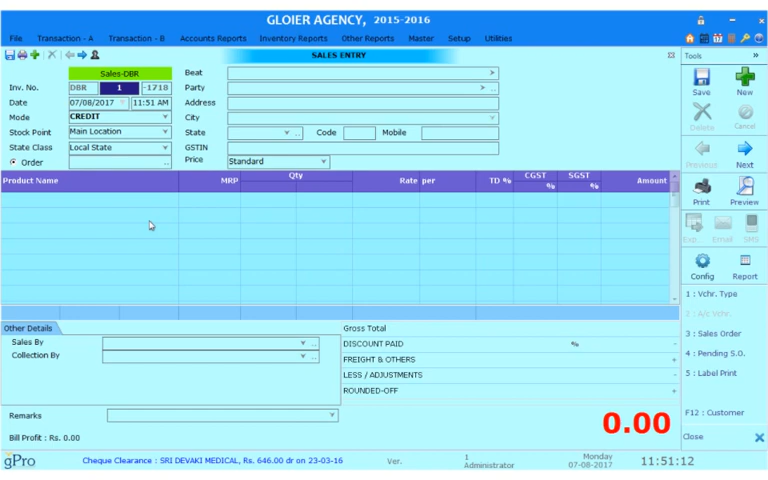 GLOIER AGENCY, 2015-2016
File Transaction - A Transaction - B Accounts Reports Inventory Reports Other Reports Master Setup Utilities
SALES ENTRY
Tools »
Sales-DBR
Inv. No. DBR 1 -1718
Date 07/08/2017 11:51 AM
Mode CREDIT
Stock Point Main Location
State Class Local State
Order
Beat
Party
Address
City
State Code Mobile
GSTIN
Price Standard
Product Name MRP Qty Rate per TD % CGST % SGST % Amount
Other Details
Sales By
Collection By
Gross Total
DISCOUNT PAID % -
FREIGHT & OTHERS +
LESS / ADJUSTMENTS -
ROUNDED-OFF +
Remarks
Bill Profit : Rs. 0.00
0.00
Save New
Delete Cancel
Previous Next
Print Preview
Exp. Email SMS
Config Report
1 : Vchr. Type
2 : A/c Vchr.
3 : Sales Order
4 : Pending S.O.
5 : Label Print
F12 : Customer
Close
gPro
Cheque Clearance : SRI DEVAKI MEDICAL, Rs. 646.00 dr on 23-03-16
Ver.
1
Administrator
Monday
07-08-2017
11:51:12